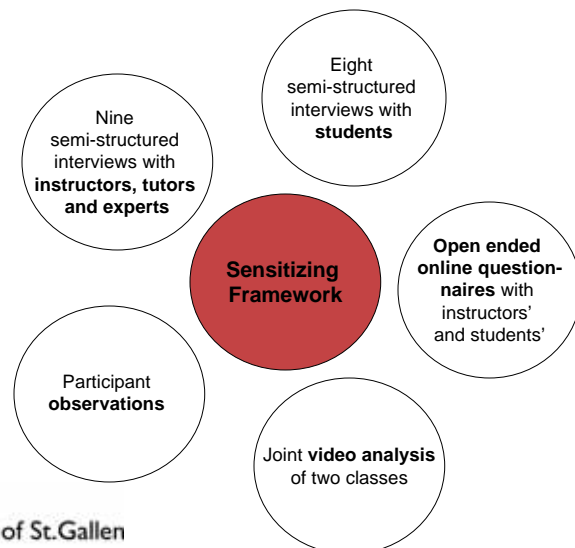 Eight
semi-structured
interviews with
students
Nine
semi-structured
interviews with
instructors, tutors
and experts
Sensitizing
Framework
Open ended
online question-
naires with
instructors'
and students'
Participant
observations
Joint video analysis
of two classes
of St.Gallen